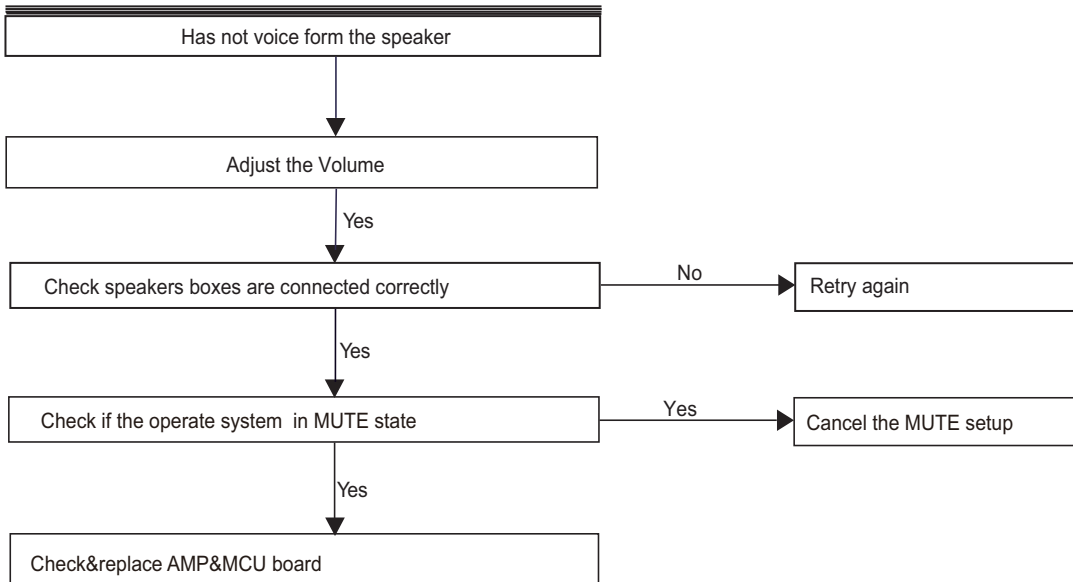 Has not voice form the speaker
Adjust the Volume
Yes
Check speakers boxes are connected correctly
No
Retry again
Yes
Check if the operate system in MUTE state
Yes
Cancel the MUTE setup
Yes
Check&replace AMP&MCU board